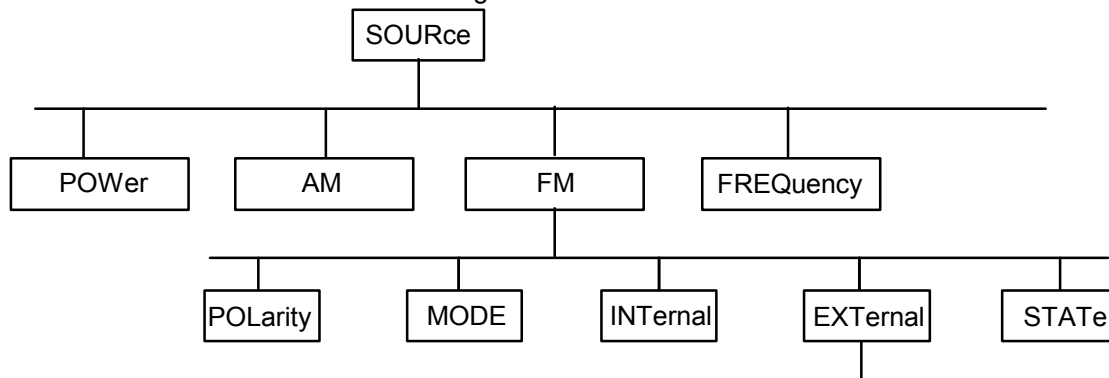 SOURce
POWer AM FM FREQuency
POLarity MODE INTernal EXTernal STATe